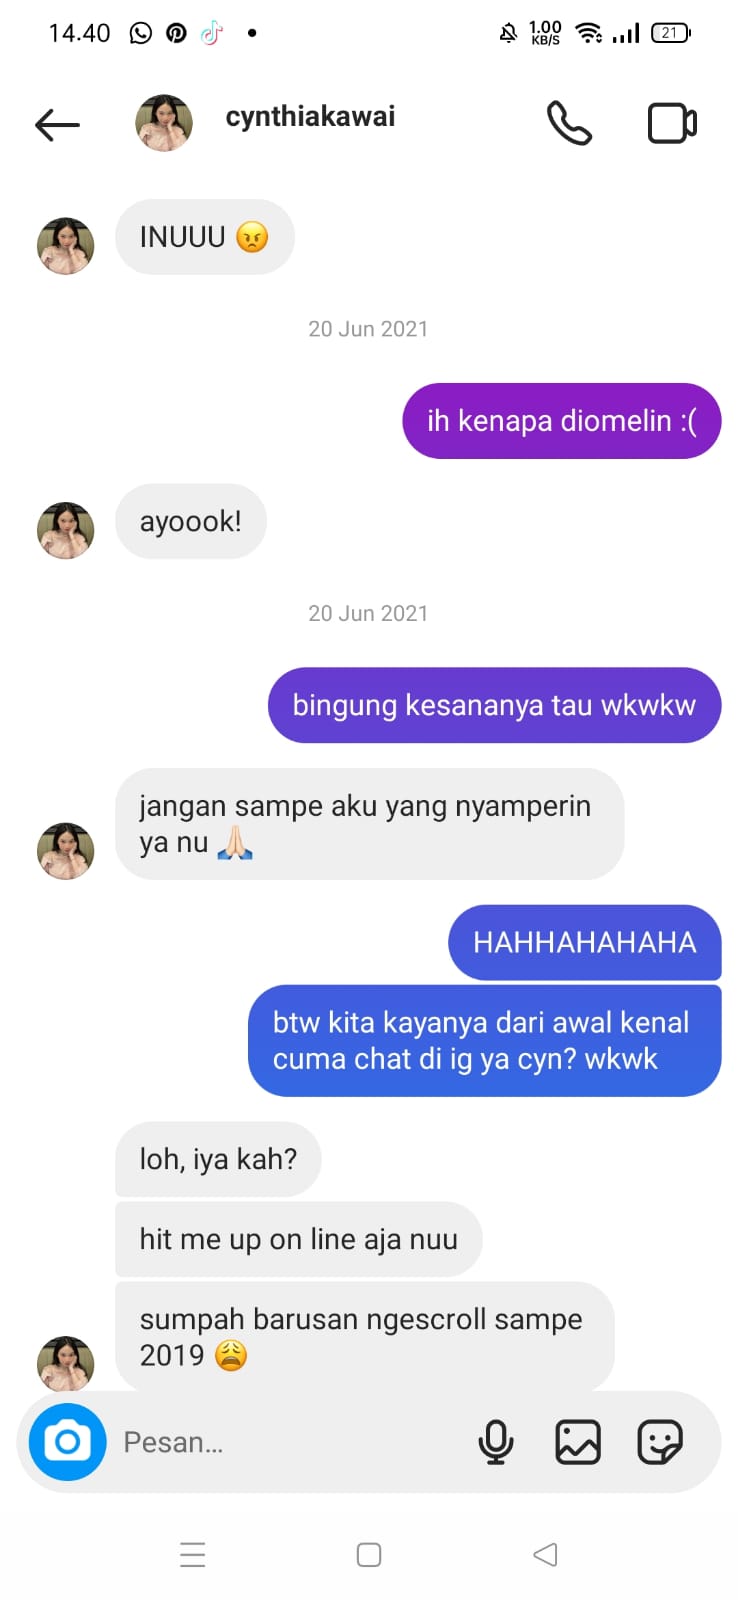 14.40
1.00
KB/S
21
cynthiakawai
INUUU 😠
20 Jun 2021
ih kenapa diomelin :(
ayoook!
20 Jun 2021
bingung kesananya tau wkwkw
jangan sampe aku yang nyamperin
ya nu 🙏🏻
HAHHAHAHAHA
btw kita kayanya dari awal kenal
cuma chat di ig ya cyn? wkwk
loh, iya kah?
hit me up on line aja nuu
sumpah barusan ngescroll sampe
2019 😩
Pesan...